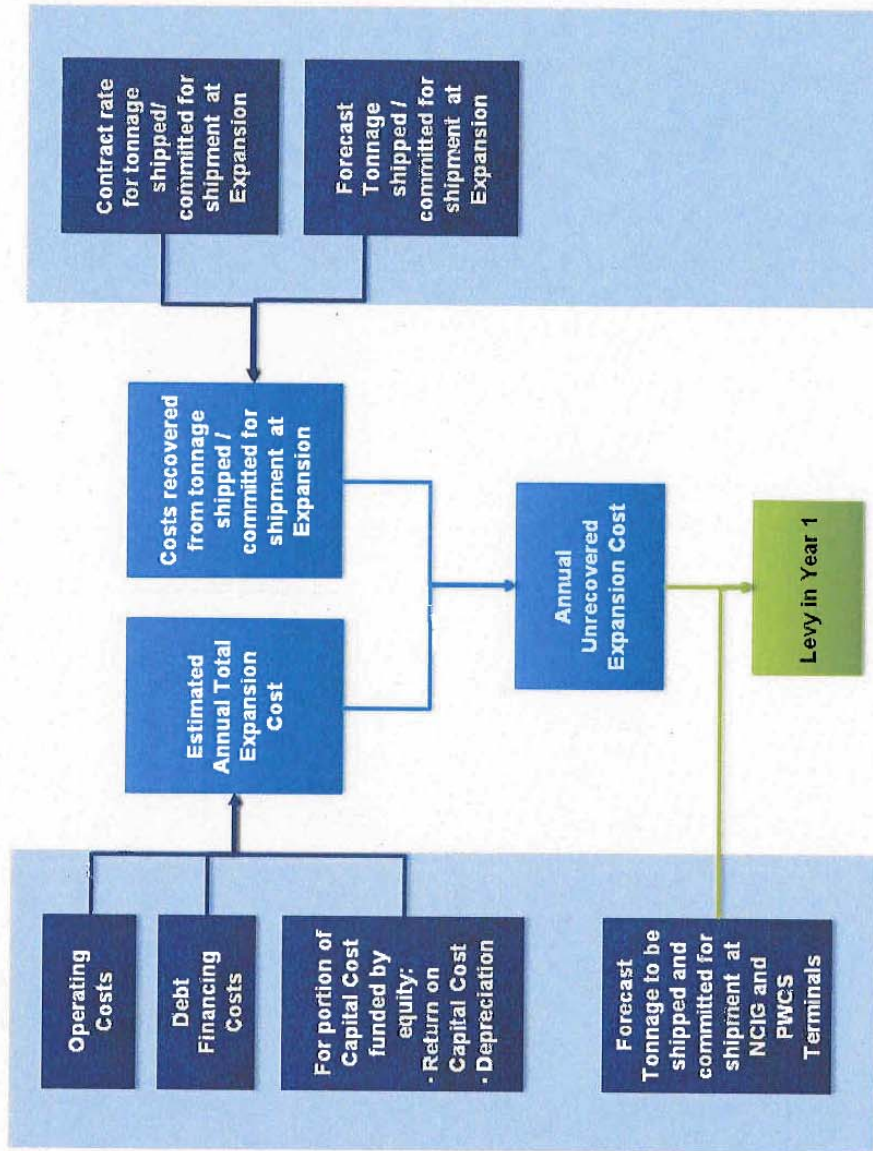 Operating
Costs
Debt
Financing
Costs
For portion of
Capital Cost
funded by
equity:
- Return on
Capital Cost
- Depreciation
Forecast
Tonnage to be
shipped and
committed for
shipment at
NCIG and
PWCS
Terminals
Estimated
Annual Total
Expansion
Cost
Costs recovered
from tonnage
shipped /
committed for
shipment at
Expansion
Annual
Unrecovered
Expansion Cost
Levy in Year 1
Contract rate
for tonnage
shipped/
committed for
shipment at
Expansion
Forecast
Tonnage
shipped /
committed for
shipment at
Expansion